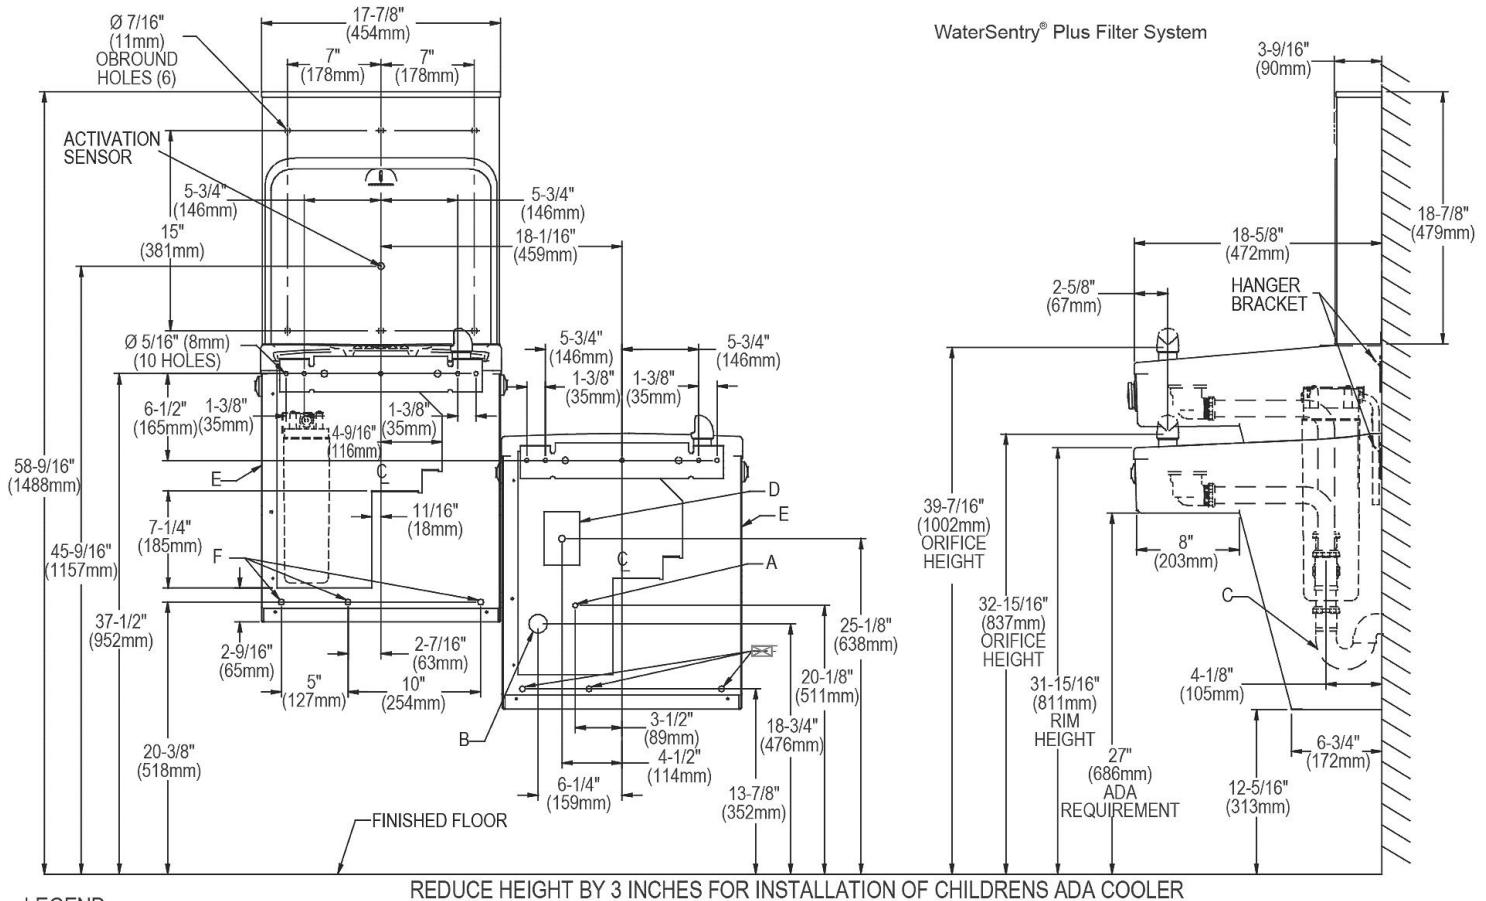 17-7/8"
(454mm)
Ø 7/16"
(11mm)
OBROUND
HOLES (6)
7"
(178mm)
7"
(178mm)
WaterSentry® Plus Filter System
3-9/16"
(90mm)
ACTIVATION
SENSOR
5-3/4"
(146mm)
5-3/4"
(146mm)
15"
(381mm)
18-1/16"
(459mm)
18-7/8"
(479mm)
18-5/8"
(472mm)
2-5/8"
(67mm)
HANGER
BRACKET
Ø 5/16" (8mm)
(10 HOLES)
5-3/4"
(146mm)
5-3/4"
(146mm)
1-3/8"
(35mm)
1-3/8"
(35mm)
6-1/2"
(165mm)
1-3/8"
(35mm)
1-3/8"
(35mm)
4-9/16"
(116mm)
58-9/16"
(1488mm)
E
C
L
11/16"
(18mm)
D
E
39-7/16"
(1002mm)
ORIFICE
HEIGHT
7-1/4"
(185mm)
8"
(203mm)
45-9/16"
(1157mm)
F
C
L
A
C
37-1/2"
(952mm)
32-15/16"
(837mm)
ORIFICE
HEIGHT
25-1/8"
(638mm)
2-9/16"
(65mm)
2-7/16"
(63mm)
F
20-1/8"
(511mm)
31-15/16"
(811mm)
RIM
HEIGHT
4-1/8"
(105mm)
5"
(127mm)
10"
(254mm)
3-1/2"
(89mm)
18-3/4"
(476mm)
B
20-3/8"
(518mm)
4-1/2"
(114mm)
6-3/4"
(172mm)
27"
(686mm)
ADA
REQUIREMENT
6-1/4"
(159mm)
13-7/8"
(352mm)
12-5/16"
(313mm)
FINISHED FLOOR
REDUCE HEIGHT BY 3 INCHES FOR INSTALLATION OF CHILDRENS ADA COOLER
LEGEND